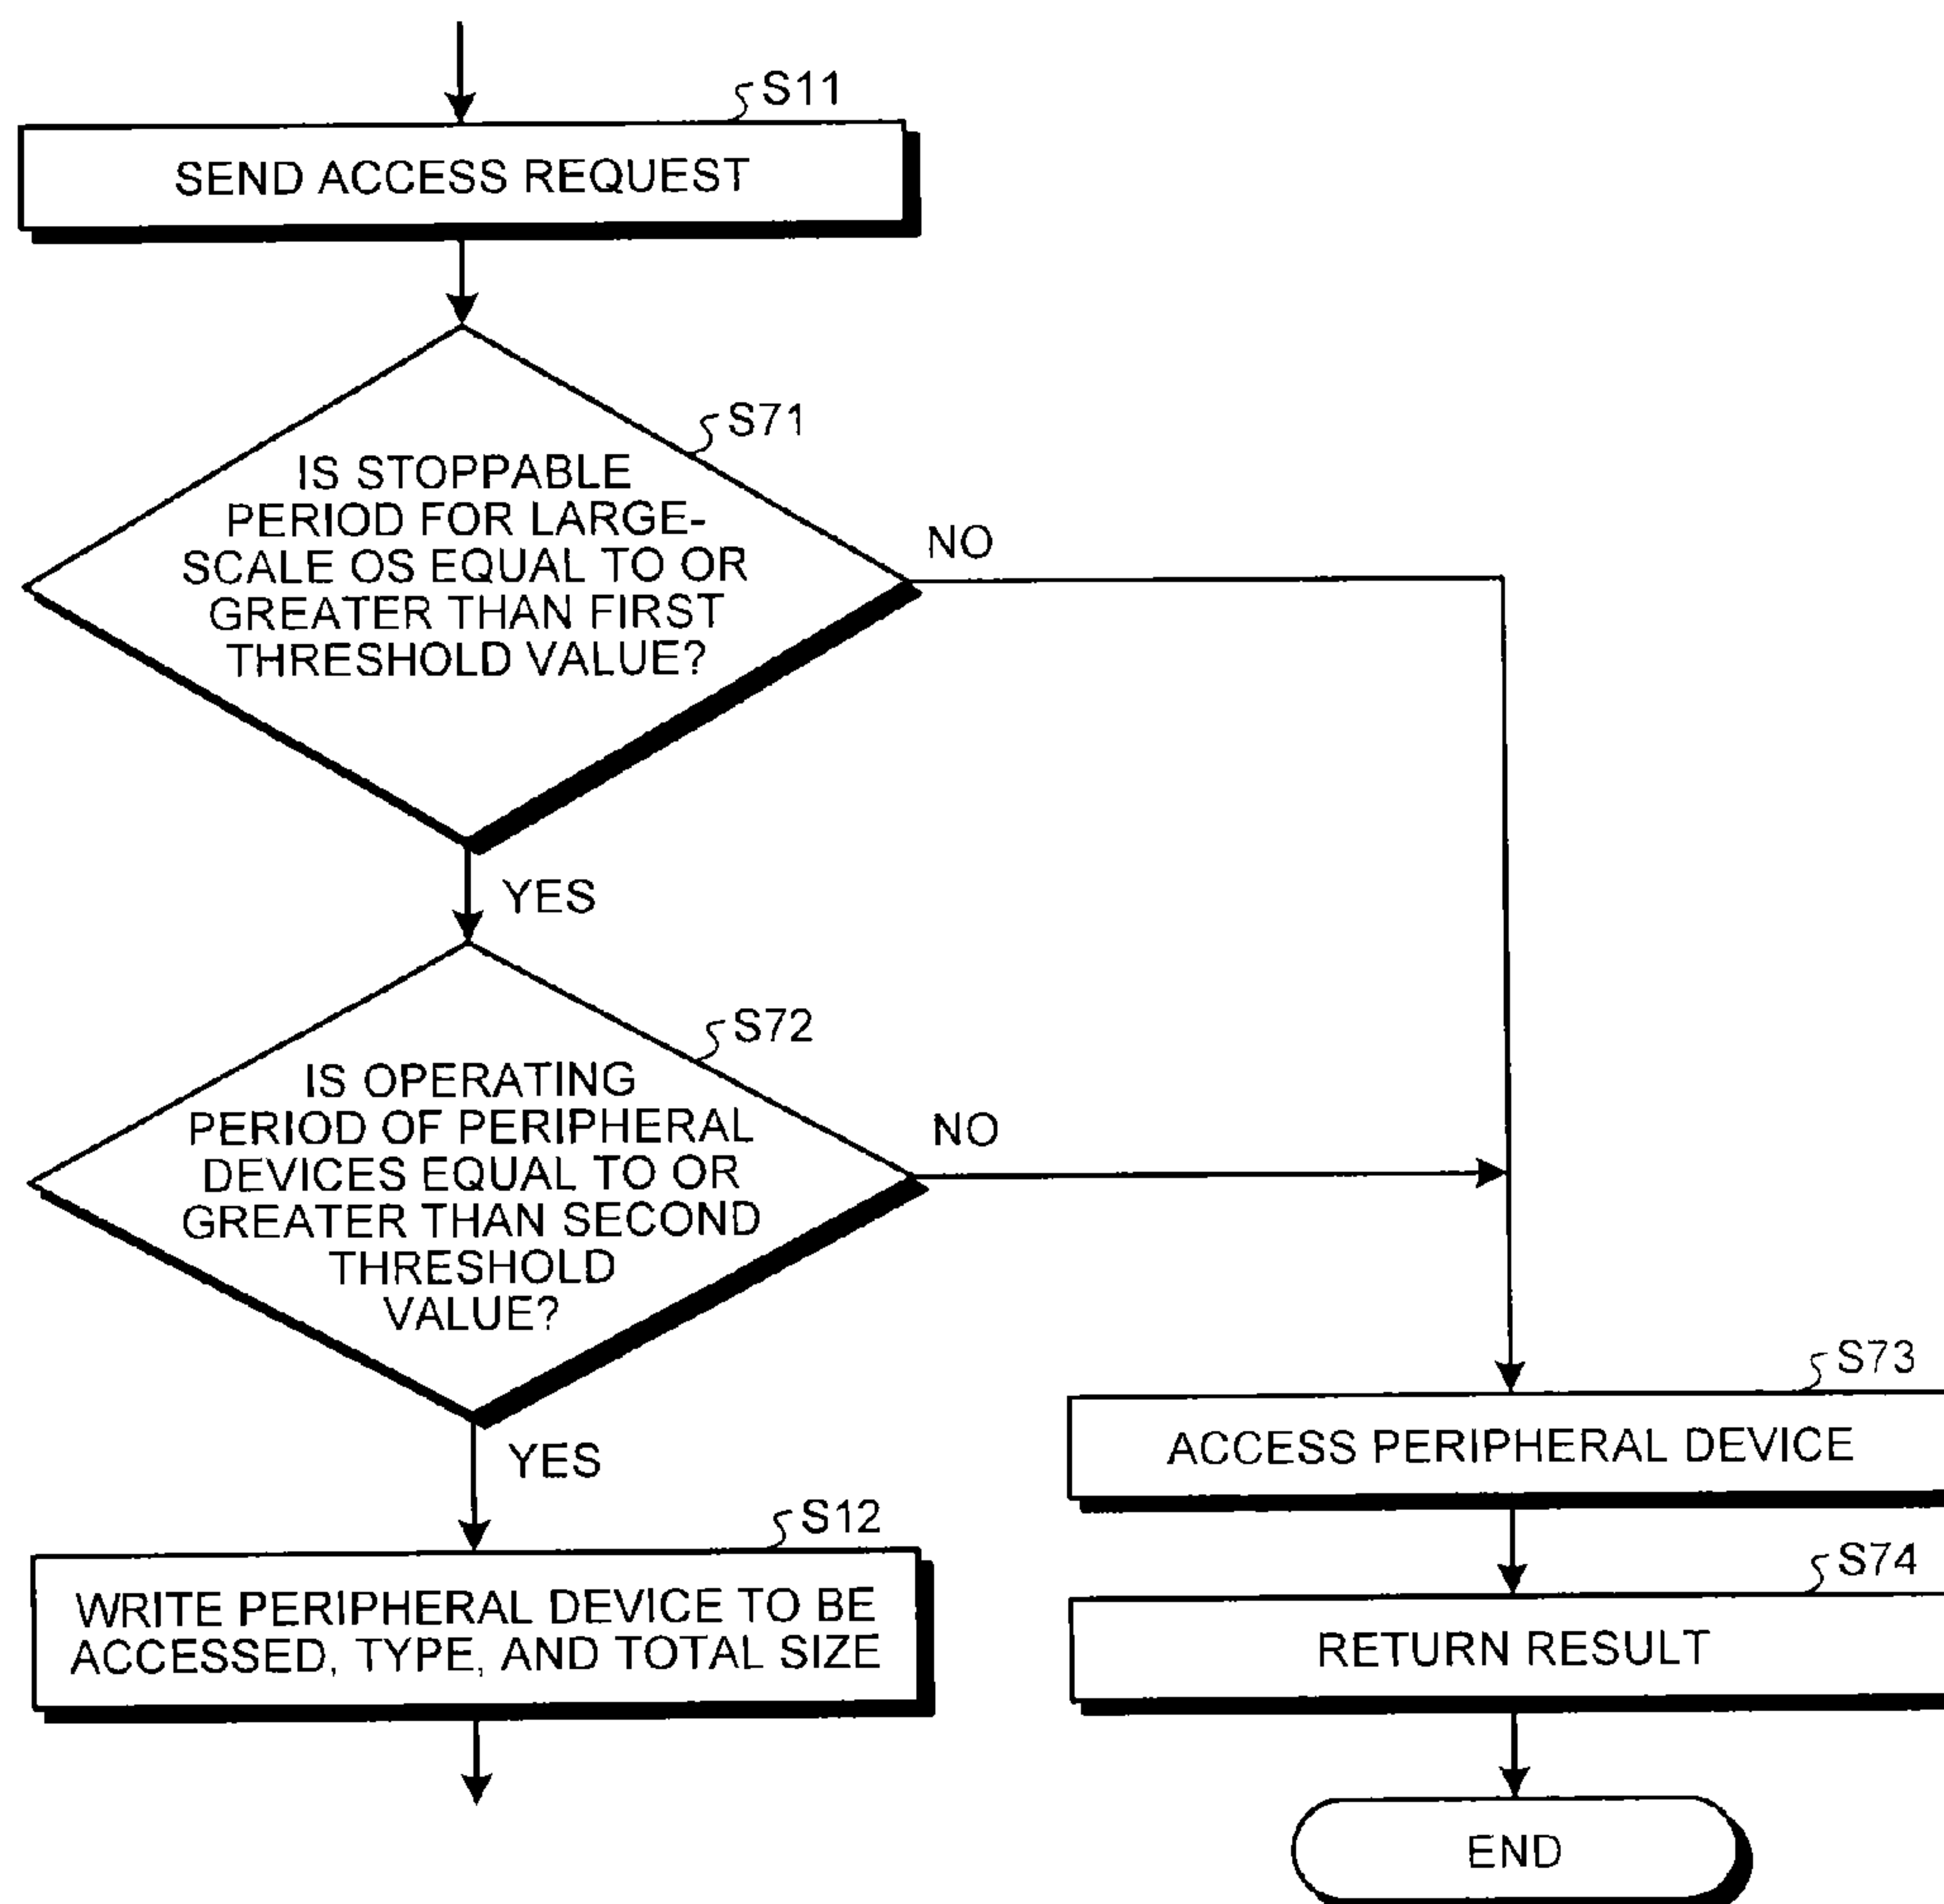 S11
SEND ACCESS REQUEST
S71
IS STOPPABLE
PERIOD FOR LARGE-
SCALE OS EQUAL TO OR
GREATER THAN FIRST
THRESHOLD VALUE?
NO
YES
S72
IS OPERATING
PERIOD OF PERIPHERAL
DEVICES EQUAL TO OR
GREATER THAN SECOND
THRESHOLD
VALUE?
NO
YES
S12
WRITE PERIPHERAL DEVICE TO BE
ACCESSED, TYPE, AND TOTAL SIZE
S73
ACCESS PERIPHERAL DEVICE
S74
RETURN RESULT
END